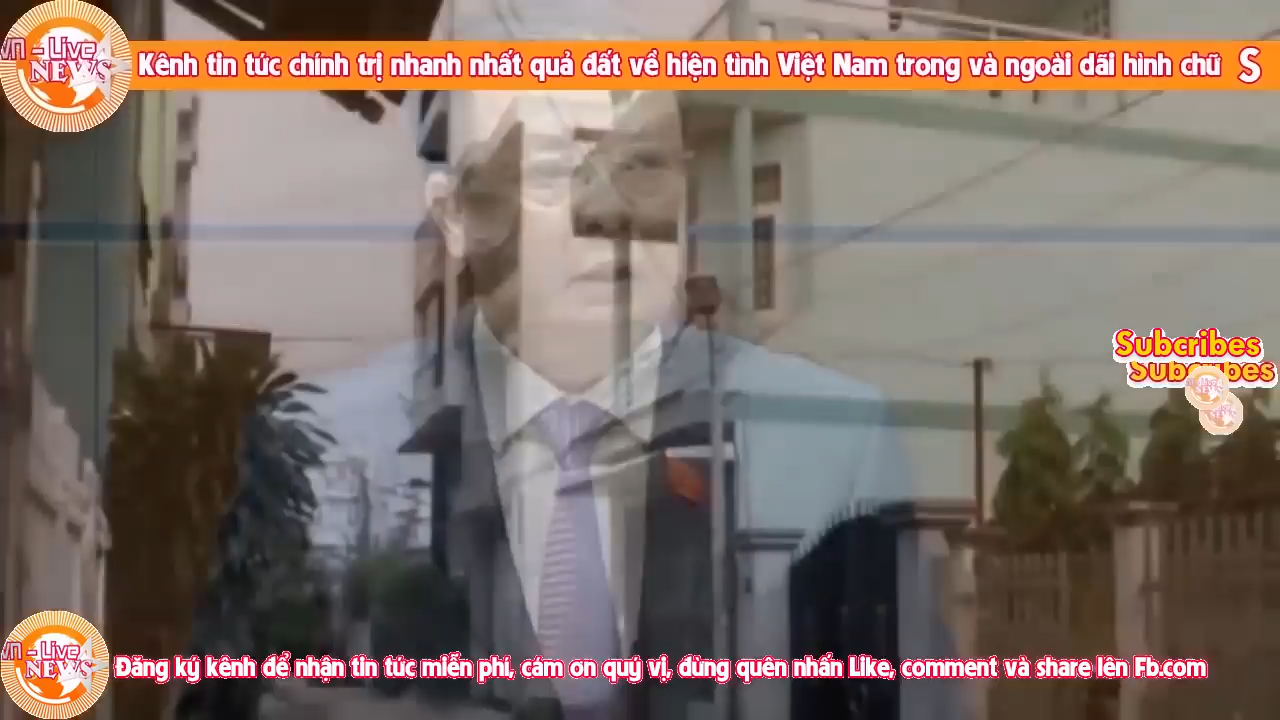 VN - Live
NEWS
Kênh tin tức chính trị nhanh nhất quả đất về hiện tình Việt Nam trong và ngoài dãi hình chữ S
Subcribes
Subcribes
VN - Live
NEWS
Đăng ký kênh để nhận tin tức miễn phí, cám ơn quý vị, đừng quên nhấn Like, comment và share lên Fb.com